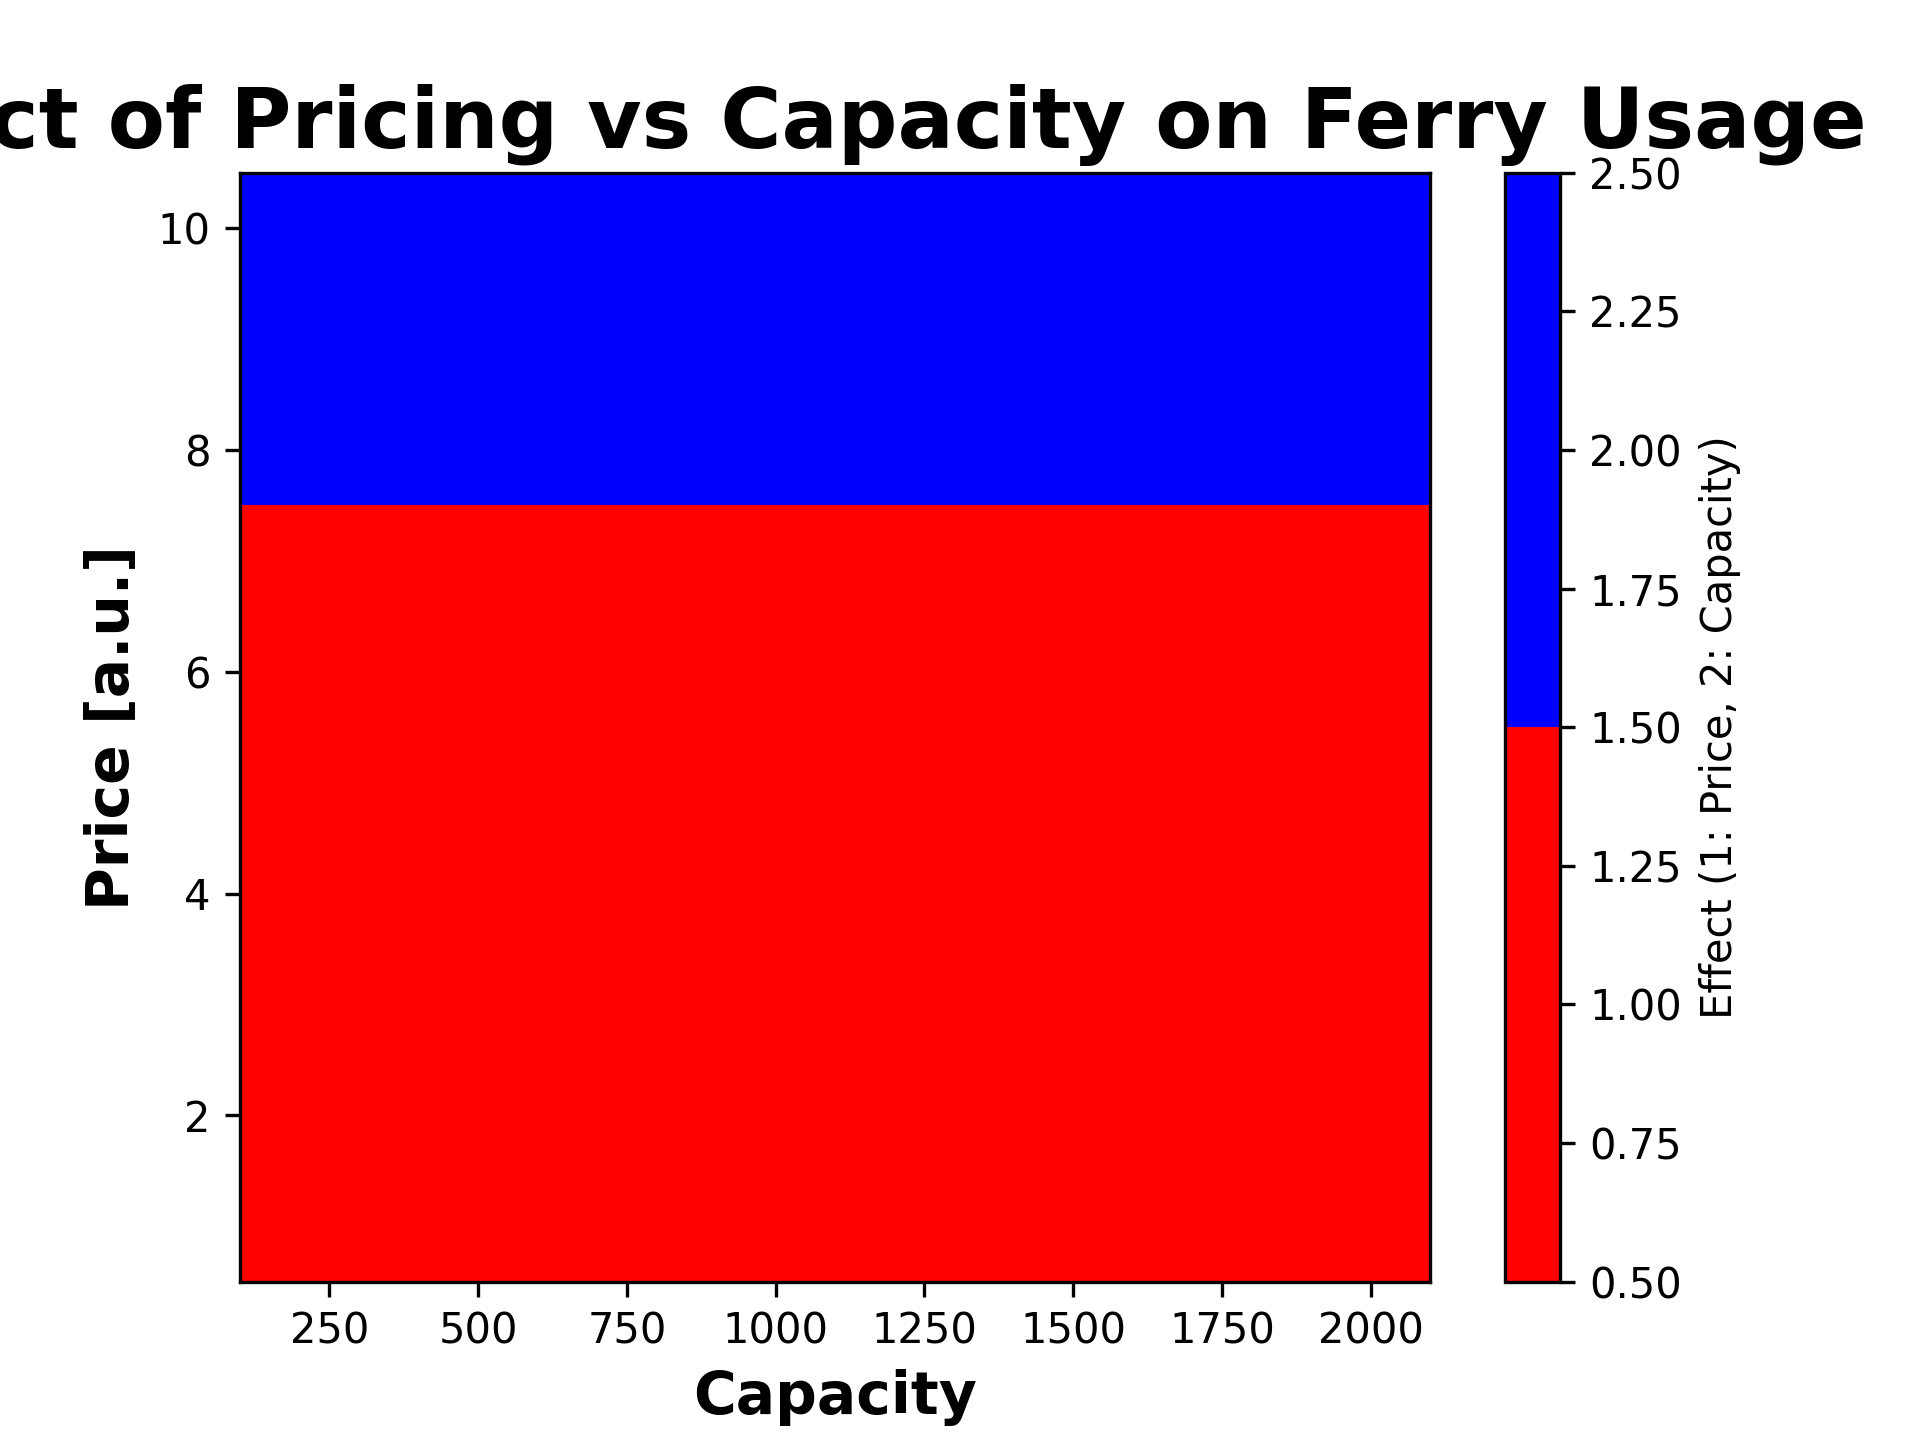 ct of Pricing vs Capacity on Ferry Usage
10
8
6
4
2
Price [a.u.]
250 500 750 1000 1250 1500 1750 2000
Capacity
2.50
2.25
2.00
1.75
1.50
1.25
1.00
0.75
0.50
Effect (1: Price, 2: Capacity)